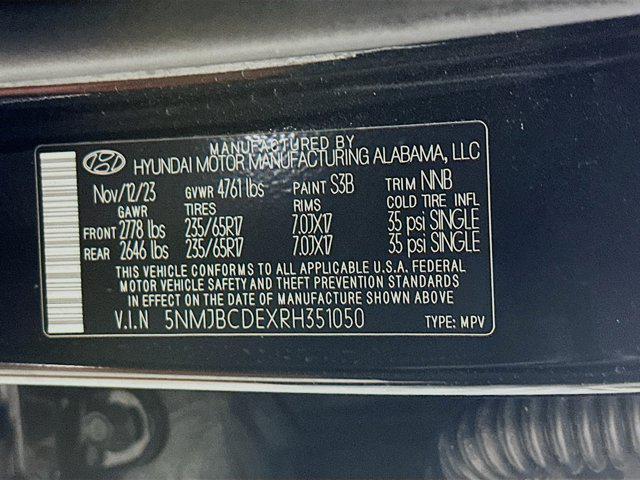 MANUFACTURED BY
HYUNDAI MOTOR MANUFACTURING ALABAMA, LLC
Nov/12/23 GVWR 4761 lbs PAINT S3B TRIM NNB
GAWR TIRES RIMS COLD TIRE INFL
FRONT 2778 lbs 235/65R17 7.0JX17 35 psi SINGLE
REAR 2646 lbs 235/65R17 7.0JX17 35 psi SINGLE
THIS VEHICLE CONFORMS TO ALL APPLICABLE U.S.A. FEDERAL
MOTOR VEHICLE SAFETY AND THEFT PREVENTION STANDARDS
IN EFFECT ON THE DATE OF MANUFACTURE SHOWN ABOVE
V.I.N 5NMJBCDEXRH351050 TYPE: MPV